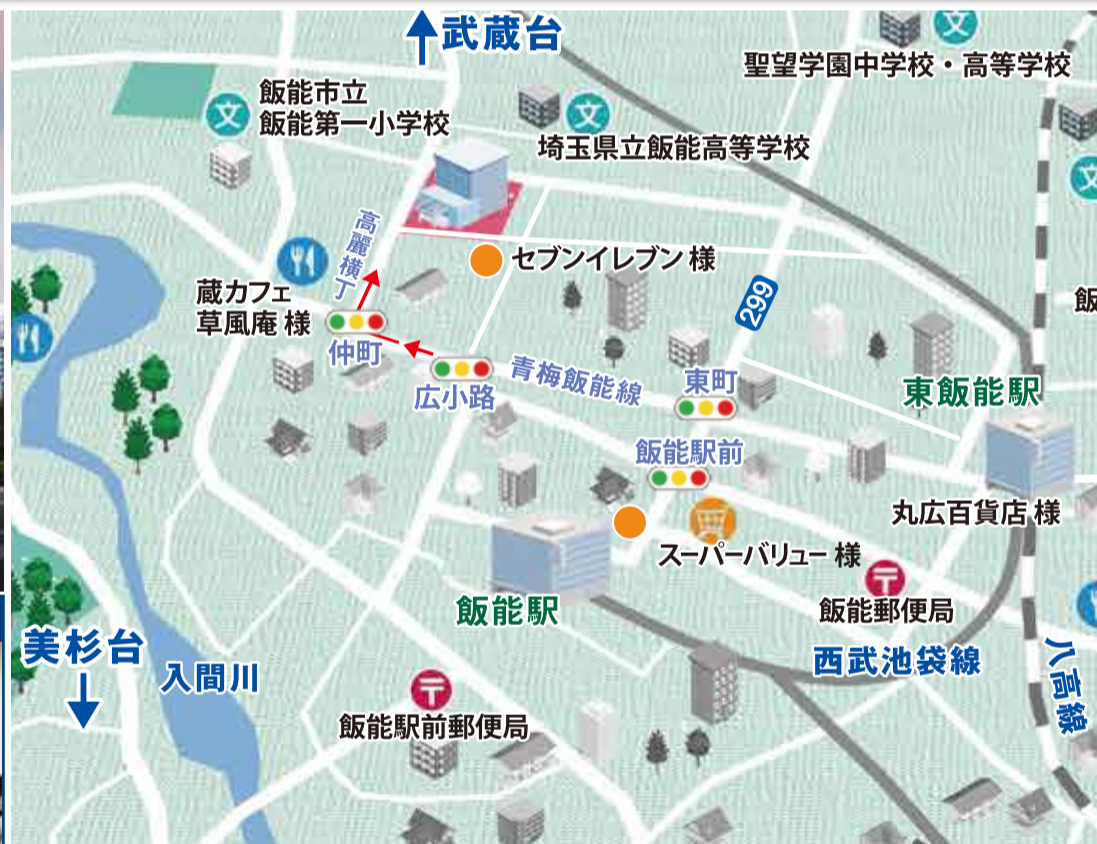 武蔵台
聖望学園中学校・高等学校
文
文
飯能市立
飯能第一小学校
文
埼玉県立飯能高等学校
文
高麗横丁
セブンイレブン 様
蔵カフェ
草風庵 様
299
飯
仲町
広小路
青梅飯能線
東町
東飯能駅
飯能駅前
丸広百貨店 様
スーパーバリュー 様
飯能駅
〒
飯能郵便局
美杉台
入間川
西武池袋線
八高線
〒
飯能駅前郵便局